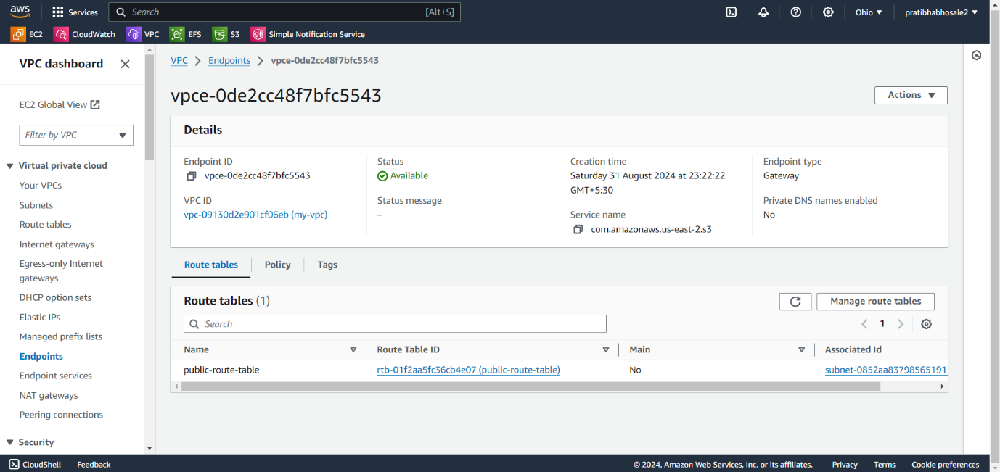 aws Services Search [Alt+S] Ohio ▼ pratibhabhosale2 ▼
EC2 CloudWatch VPC EFS S3 Simple Notification Service
VPC dashboard
EC2 Global View
Filter by VPC
Virtual private cloud
Your VPCs
Subnets
Route tables
Internet gateways
Egress-only Internet
gateways
DHCP option sets
Elastic IPs
Managed prefix lists
Endpoints
Endpoint services
NAT gateways
Peering connections
Security
VPC > Endpoints > vpce-0de2cc48f7bfc5543
vpce-0de2cc48f7bfc5543
Actions ▼
Details
Endpoint ID
vpce-0de2cc48f7bfc5543
VPC ID
vpc-09130d2e901cf06eb (my-vpc)
Status
Available
Status message
–
Creation time
Saturday 31 August 2024 at 23:22:22
GMT+5:30
Service name
com.amazonaws.us-east-2.s3
Endpoint type
Gateway
Private DNS names enabled
No
Route tables Policy Tags
Route tables (1)
Manage route tables
Search
1
Name Route Table ID Main Associated Id
public-route-table rtb-01f2aa5fc36cb4e07 (public-route-table) No subnet-0852aa83798565191
CloudShell Feedback © 2024, Amazon Web Services, Inc. or its affiliates. Privacy Terms Cookie preferences